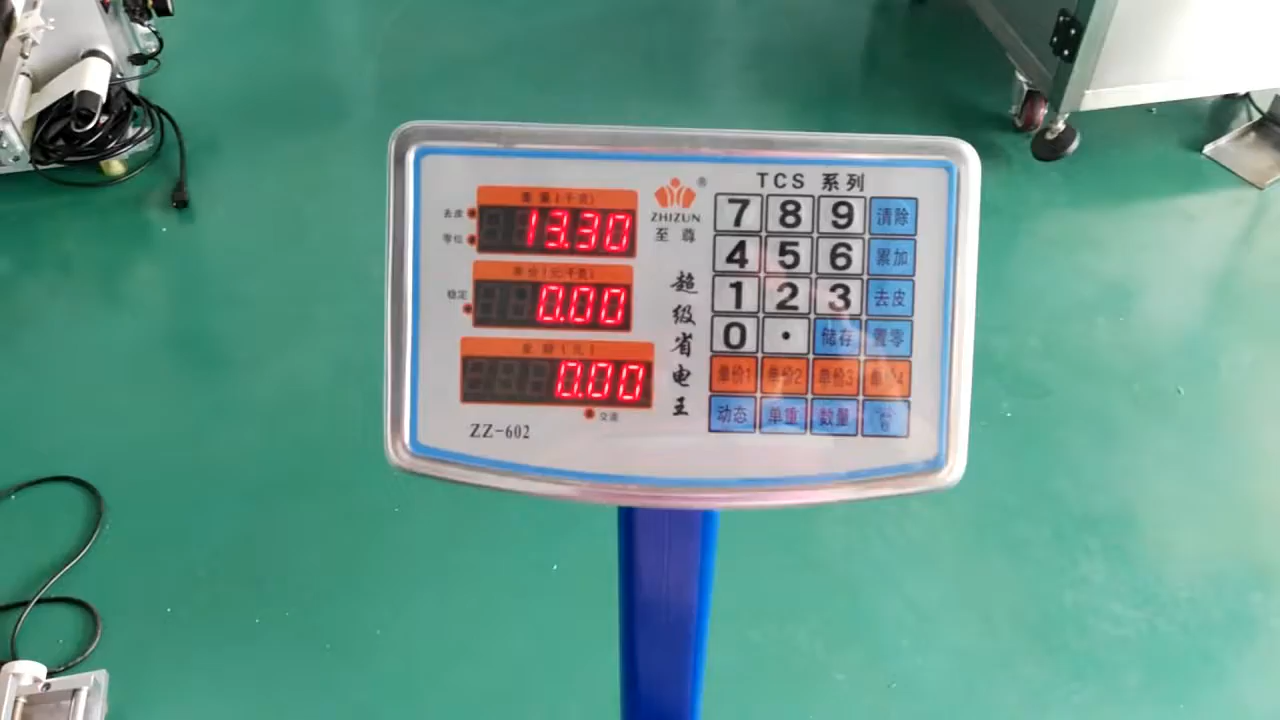 TCS 系列
重量(千克)
去皮
零位
13.30
单价(元/千克)
稳定
0.00
金额(元)
0.00
交流
ZZ-602
®
ZHIZUN
至尊
超级省电王
7 8 9 清除
4 5 6 累加
1 2 3 去皮
0 · 储存 置零
单价1 单价2 单价3 单价4
动态 单重 数量